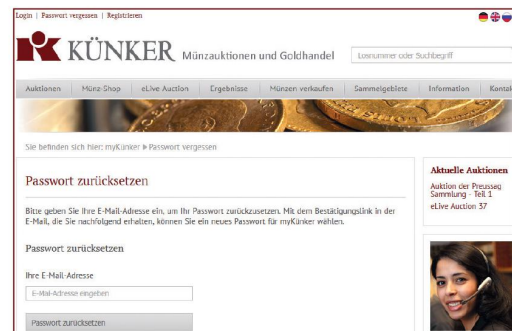 Login | Passwort vergessen | Registrieren
KÜNKER Münzauktionen und Goldhandel
Losnummer oder Suchbegriff
Auktionen Münz-Shop eLive Auction Ergebnisse Münzen verkaufen Sammelgebiete Information Kontak
Sie befinden sich hier: myKünker Passwort vergessen
Passwort zurücksetzen
Bitte geben Sie Ihre E-Mail-Adresse ein, um Ihr Passwort zurückzusetzen. Mit dem Bestätigungslink in der
E-Mail, die Sie nachfolgend erhalten, können Sie ein neues Passwort für myKünker wählen.
Passwort zurücksetzen
Ihre E-Mail-Adresse
E-Mail-Adresse eingeben
Passwort zurücksetzen
Aktuelle Auktionen
Auktion der Preussag
Sammlung - Teil 1
eLive Auction 37